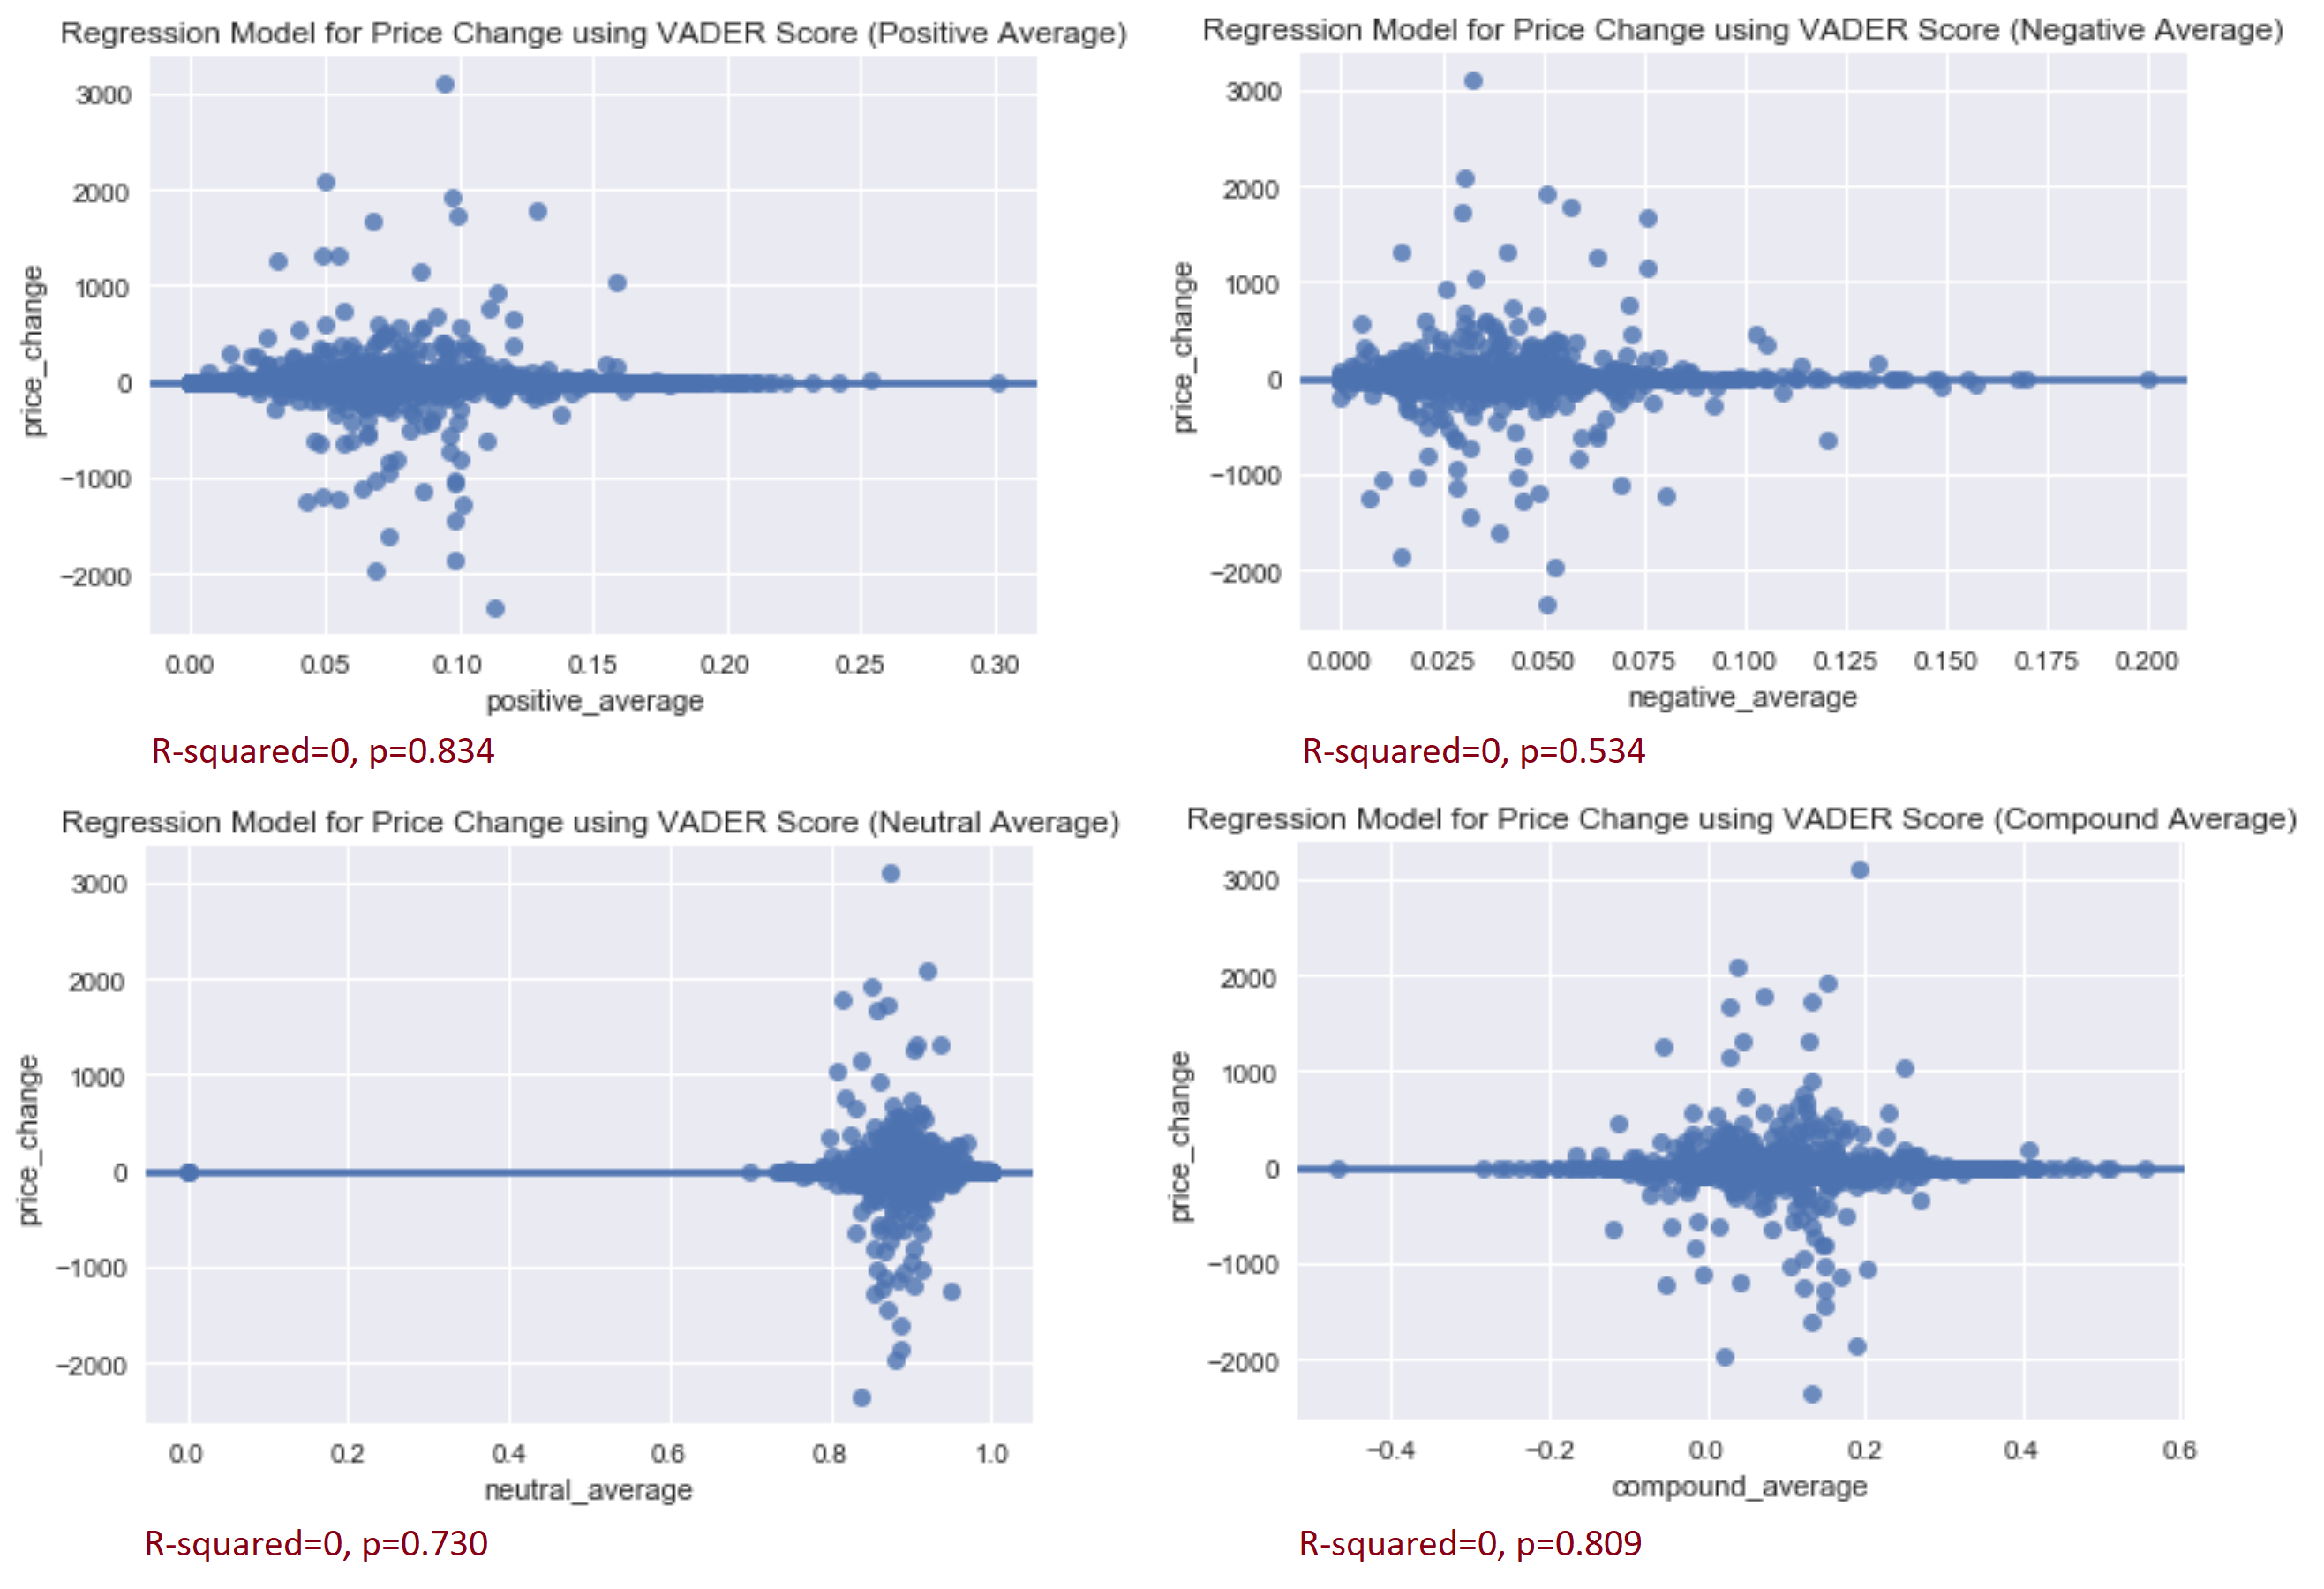 Regression Model for Price Change using VADER Score (Positive Average)
3000
2000
1000
0
−1000
−2000
price_change
0.00 0.05 0.10 0.15 0.20 0.25 0.30
positive_average
R-squared=0, p=0.834
Regression Model for Price Change using VADER Score (Negative Average)
3000
2000
1000
0
−1000
−2000
price_change
0.000 0.025 0.050 0.075 0.100 0.125 0.150 0.175 0.200
negative_average
R-squared=0, p=0.534
Regression Model for Price Change using VADER Score (Neutral Average)
3000
2000
1000
0
−1000
−2000
price_change
0.0 0.2 0.4 0.6 0.8 1.0
neutral_average
R-squared=0, p=0.730
Regression Model for Price Change using VADER Score (Compound Average)
3000
2000
1000
0
−1000
−2000
price_change
−0.4 −0.2 0.0 0.2 0.4 0.6
compound_average
R-squared=0, p=0.809